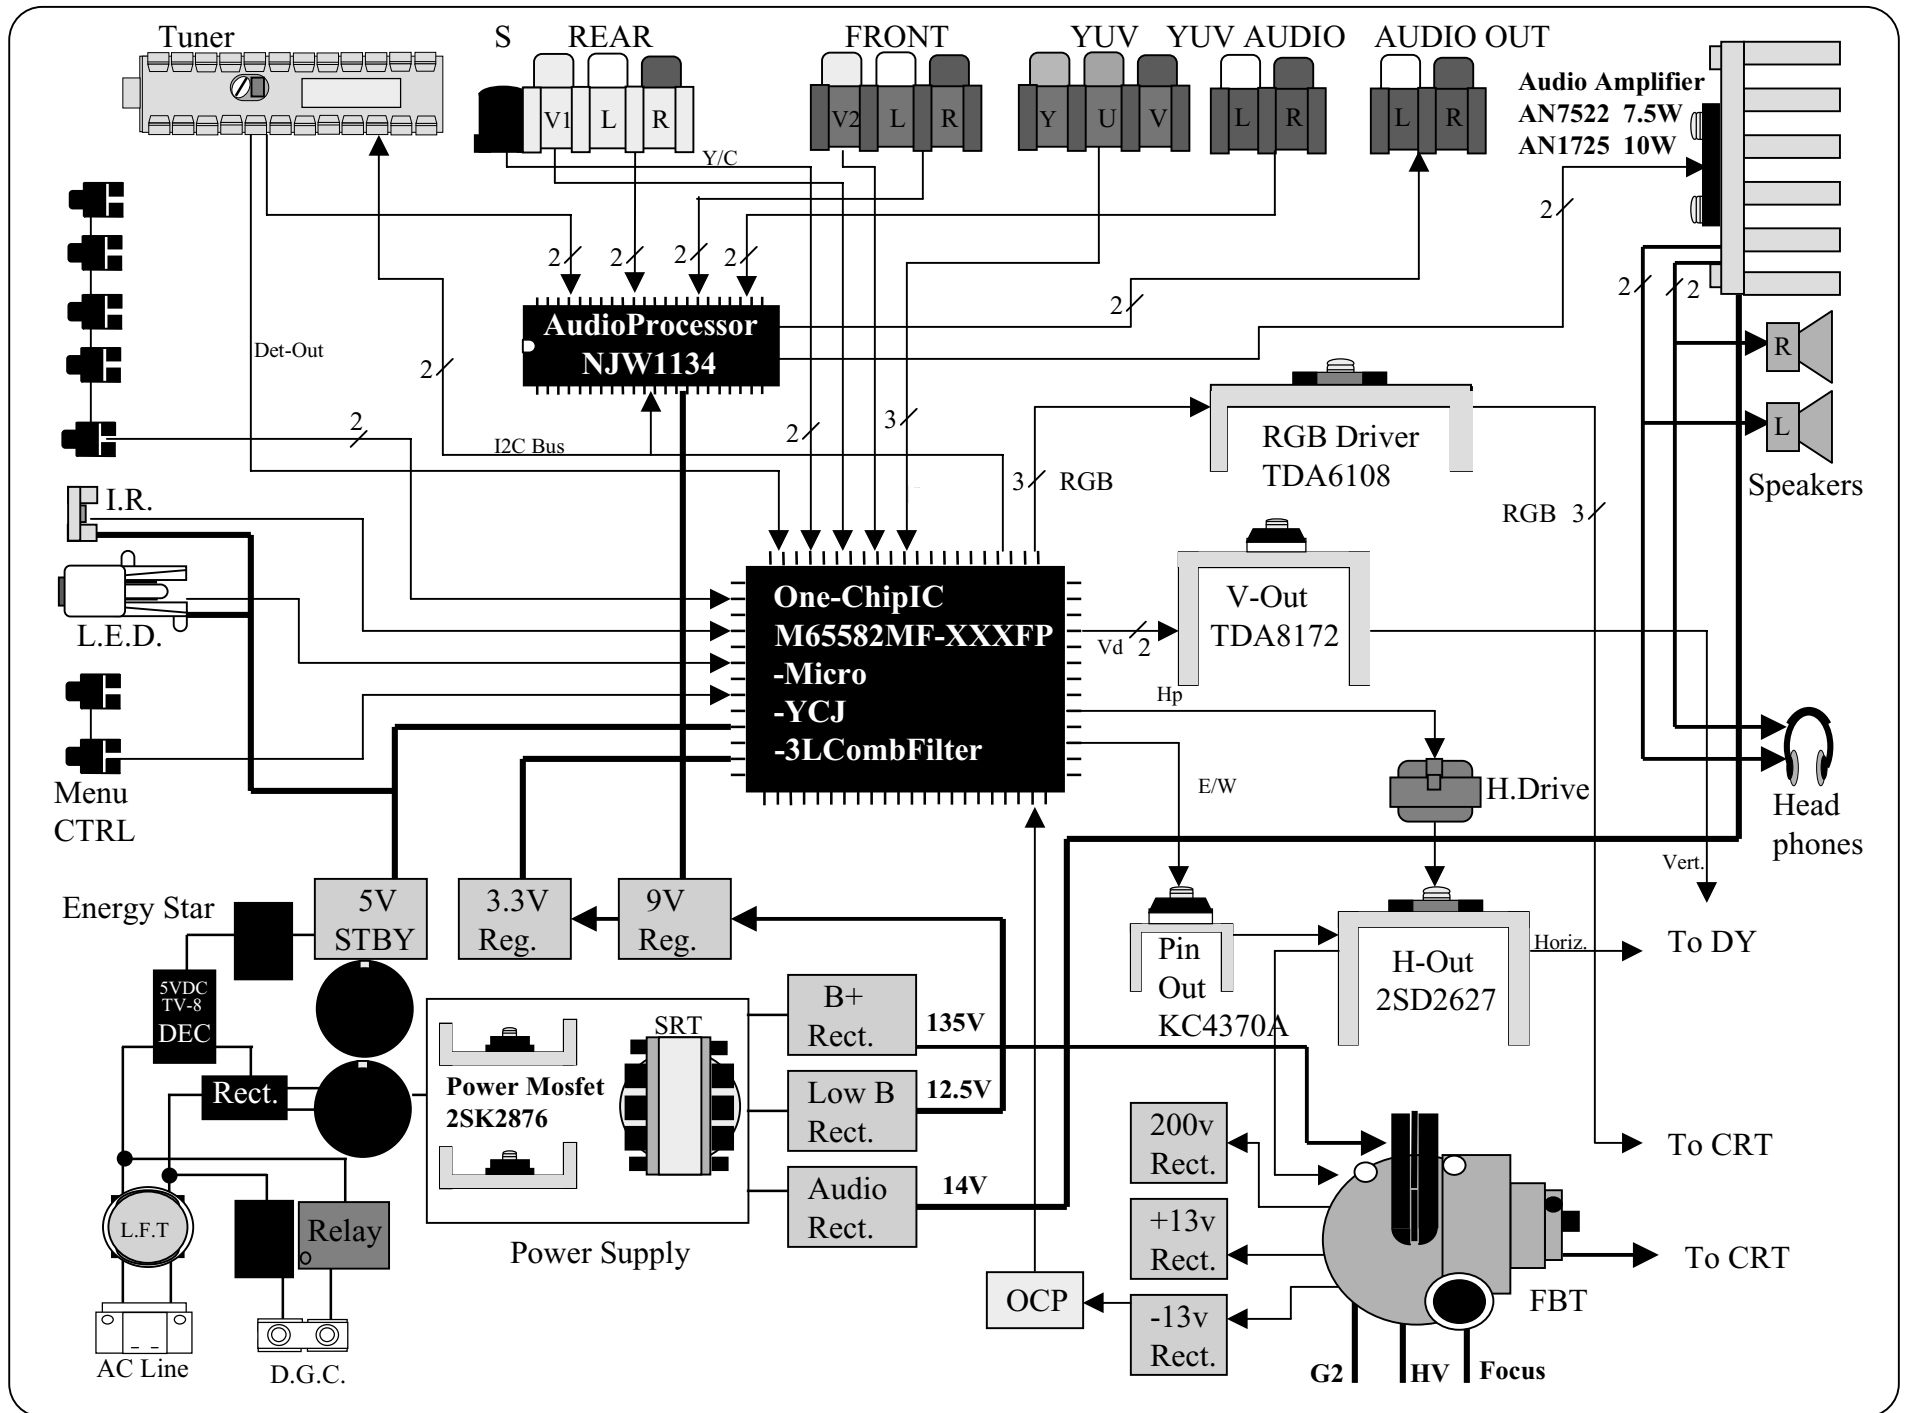 Tuner
S
REAR
FRONT
YUV
YUV AUDIO
AUDIO OUT
V1
L
R
V2
L
R
Y
U
V
L
R
L
R
Audio Amplifier
AN7522 7.5W
AN1725 10W
Y/C
2
2
2
2
2
2
2
2
2
AudioProcessor
NJW1134
Det-Out
2
2
I2C Bus
2
3
3
RGB
RGB Driver
TDA6108
RGB 3
R
L
Speakers
I.R.
L.E.D.
Menu
CTRL
One-ChipIC
M65582MF-XXXFP
-Micro
-YCJ
-3LCombFilter
Vd
2
V-Out
TDA8172
Hp
E/W
H.Drive
Head
phones
Vert.
Energy Star
5V
STBY
3.3V
Reg.
9V
Reg.
Pin
Out
KC4370A
H-Out
2SD2627
Horiz.
To DY
5VDC
TV-8
DEC
Rect.
SRT
Power Mosfet
2SK2876
B+
Rect.
135V
Low B
Rect.
12.5V
Audio
Rect.
14V
Power Supply
L.F.T
Relay
AC Line
D.G.C.
OCP
200v
Rect.
+13v
Rect.
-13v
Rect.
To CRT
To CRT
FBT
G2
HV
Focus